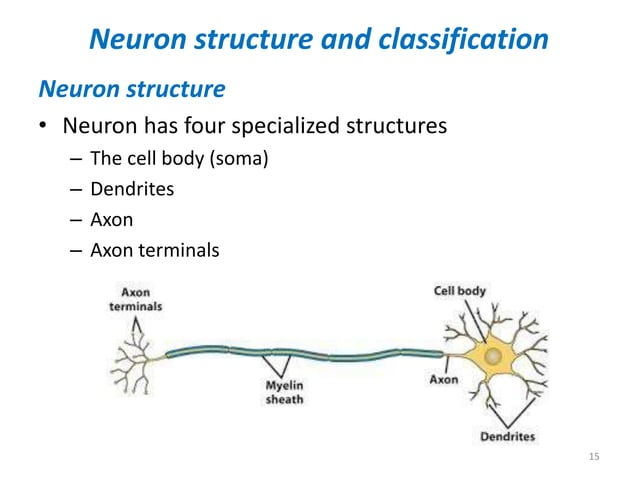 Neuron structure and classification
Neuron structure
• Neuron has four specialized structures
– The cell body (soma)
– Dendrites
– Axon
– Axon terminals
Axon
terminals
Cell body
Myelin
sheath
Axon
Dendrites
15